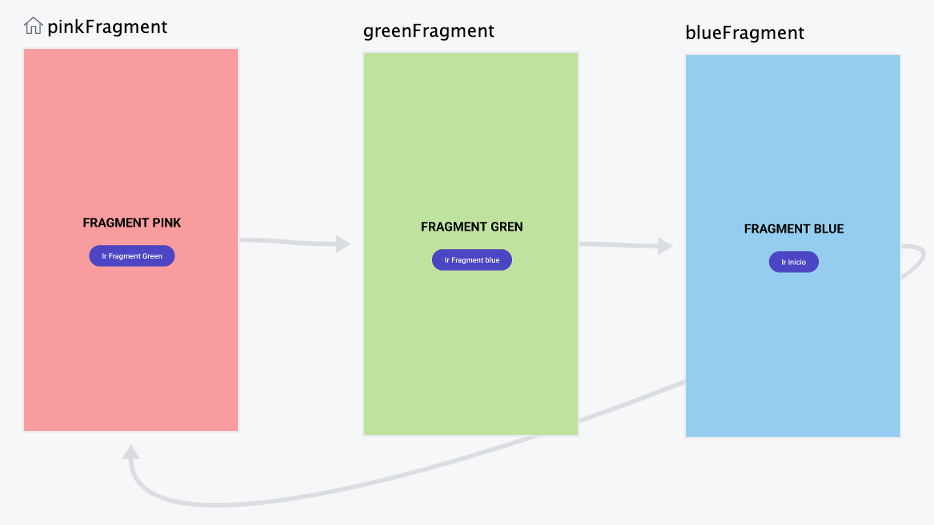 pinkFragment
FRAGMENT PINK
Ir Fragment Green
greenFragment
FRAGMENT GREN
Ir Fragment blue
blueFragment
FRAGMENT BLUE
Ir inicio